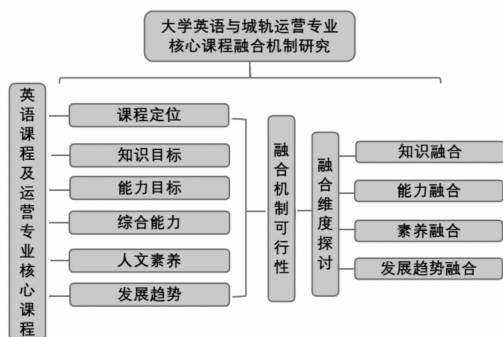 大学英语与城轨运营专业
核心课程融合机制研究
英语课程及运营专业核心课程
课程定位
知识目标
能力目标
综合能力
人文素养
发展趋势
融合机制可行性
融合维度探讨
知识融合
能力融合
素养融合
发展趋势融合